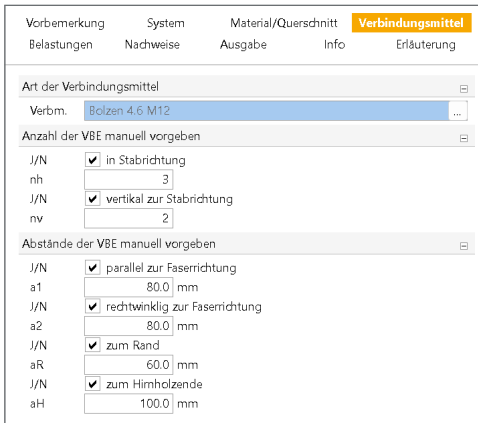 Vorbemerkung System Material/Querschnitt Verbindungsmittel
Belastungen Nachweise Ausgabe Info Erläuterung
Art der Verbindungsmittel
Verbm. Bolzen 4.6 M12 ...
Anzahl der VBE manuell vorgeben
J/N in Stabrichtung
nh 3
J/N vertikal zur Stabrichtung
nv 2
Abstände der VBE manuell vorgeben
J/N parallel zur Faserrichtung
a1 80.0 mm
J/N rechtwinklig zur Faserrichtung
a2 80.0 mm
J/N zum Rand
aR 60.0 mm
J/N zum Hirnholzende
aH 100.0 mm